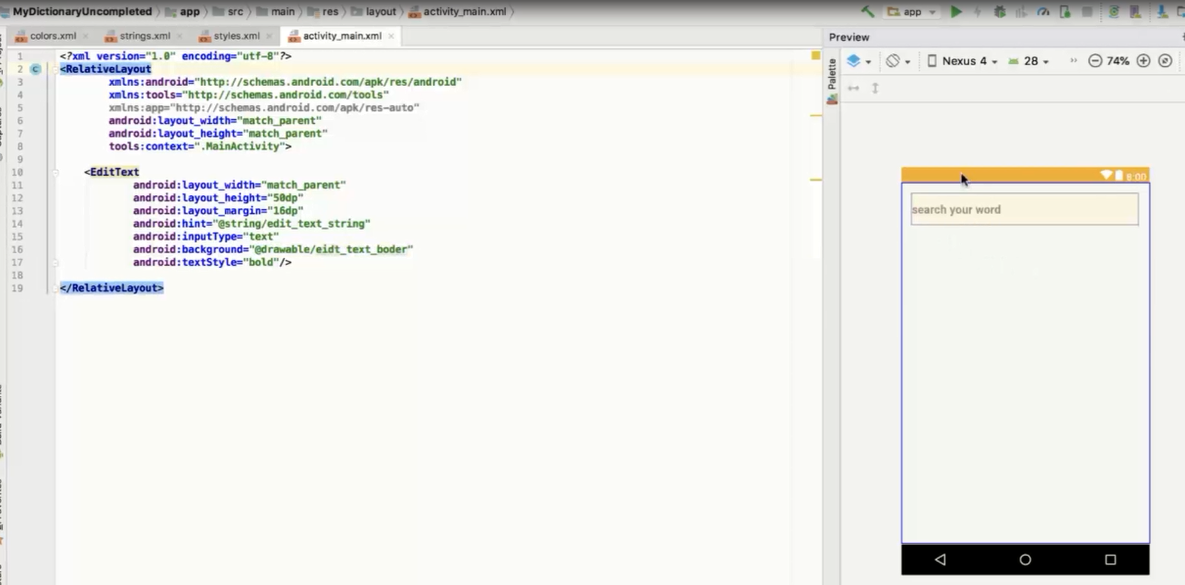 MyDictionaryUncompleted app src main res layout activity_main.xml app
colors.xml strings.xml styles.xml activity_main.xml Preview
Palette
Nexus 4 28 74%
1 <?xml version="1.0" encoding="utf-8"?>
2 <RelativeLayout
3 xmlns:android="http://schemas.android.com/apk/res/android"
4 xmlns:tools="http://schemas.android.com/tools"
5 xmlns:app="http://schemas.android.com/apk/res-auto"
6 android:layout_width="match_parent"
7 android:layout_height="match_parent"
8 tools:context=".MainActivity">
9
10 <EditText
11 android:layout_width="match_parent"
12 android:layout_height="50dp"
13 android:layout_margin="16dp"
14 android:hint="@string/edit_text_string"
15 android:inputType="text"
16 android:background="@drawable/eidt_text_boder"
17 android:textStyle="bold"/>
18
19 </RelativeLayout>
8:00
search your word